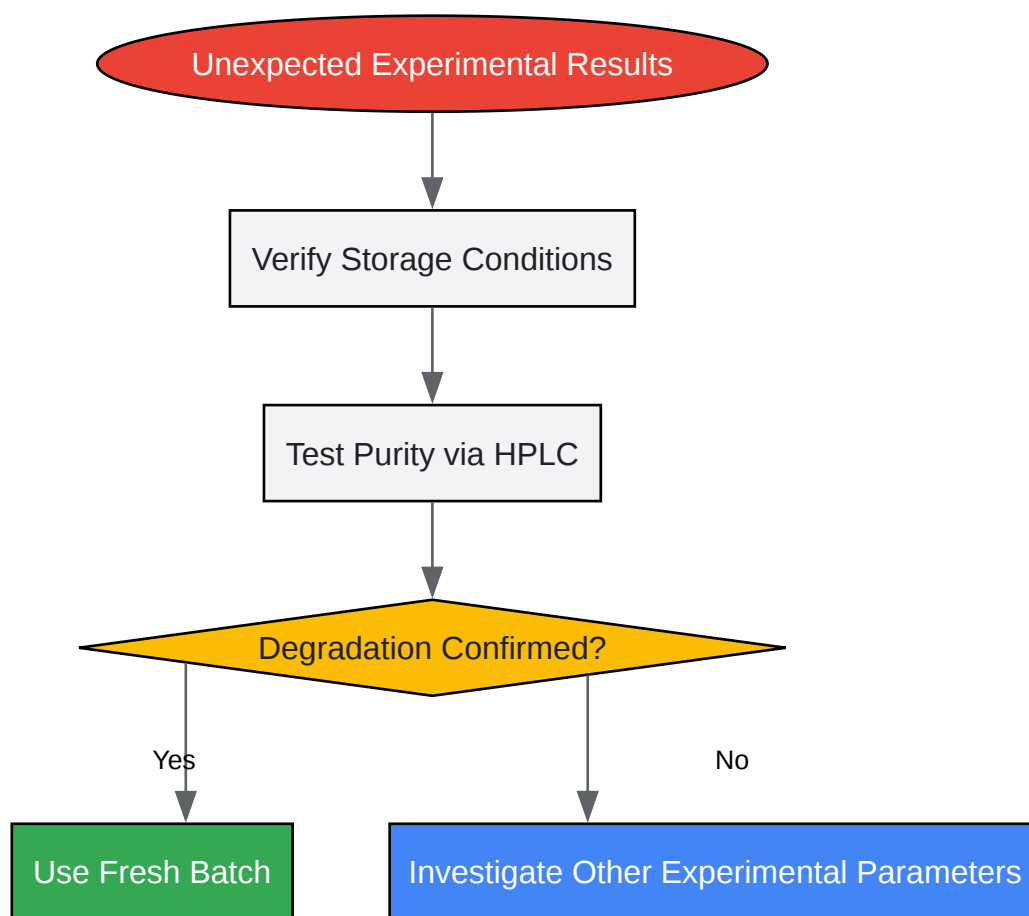 Unexpected Experimental Results
Verify Storage Conditions
Test Purity via HPLC
Degradation Confirmed?
Yes
No
Use Fresh Batch
Investigate Other Experimental Parameters